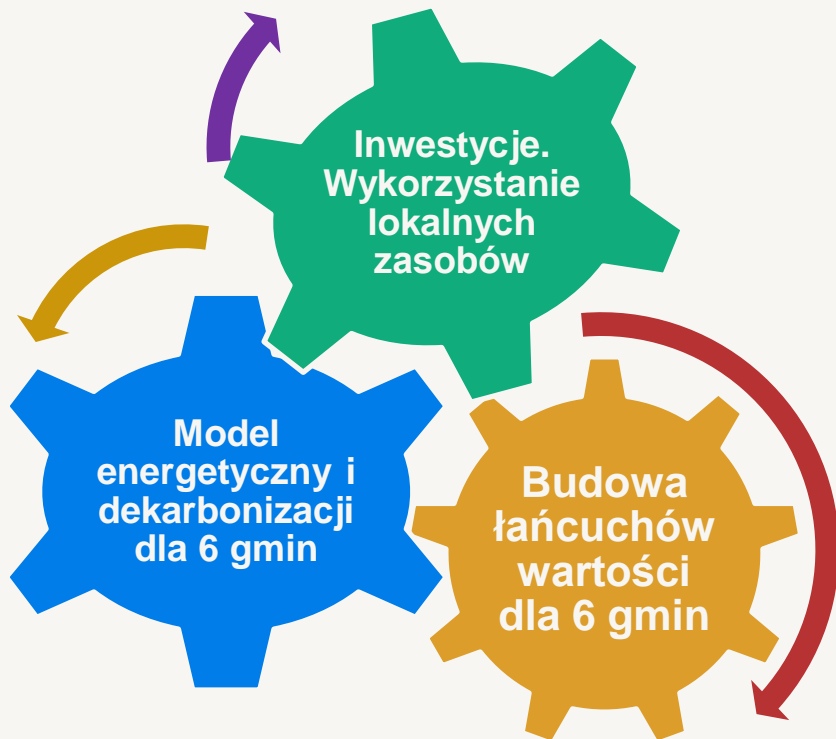 Inwestycje.
Wykorzystanie
lokalnych
zasobów
Model
energetyczny i
dekarbonizacji
dla 6 gmin
Budowa
łańcuchów
wartości
dla 6 gmin